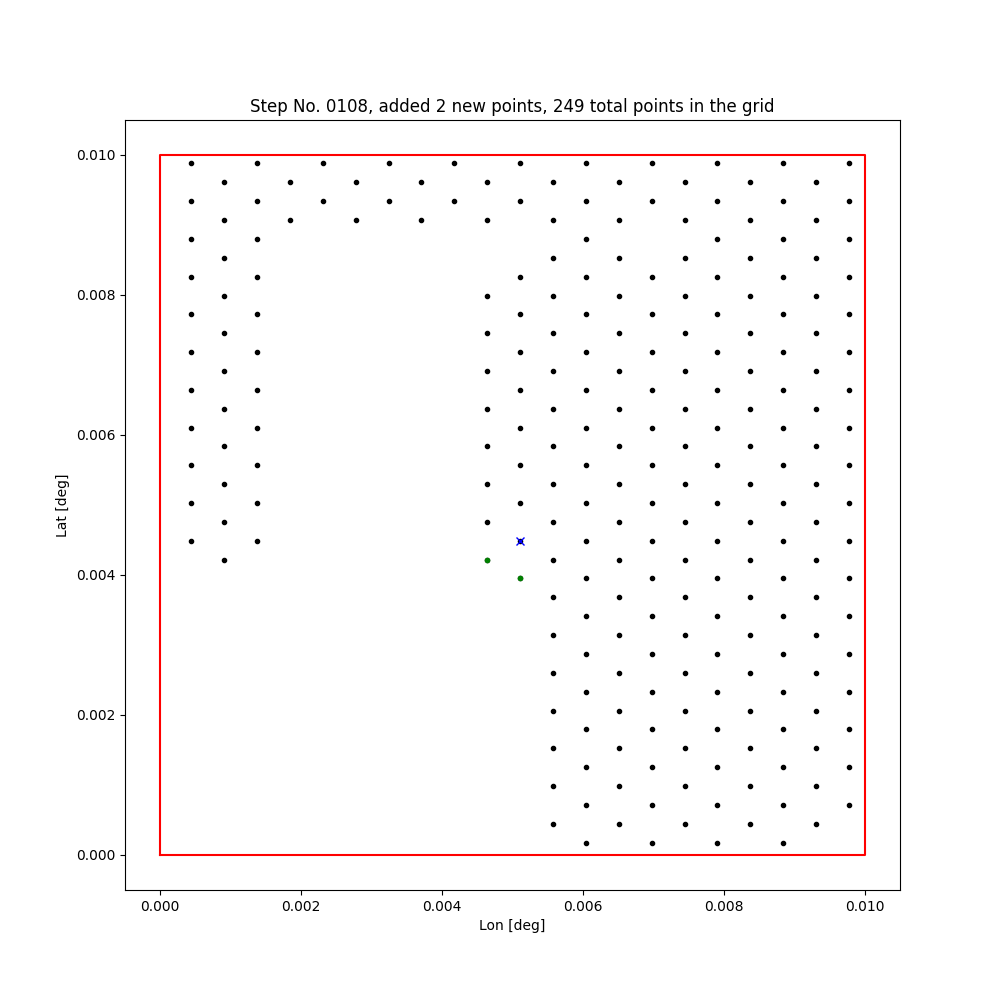 Step No. 0108, added 2 new points, 249 total points in the grid
0.010
0.008
0.006
0.004
0.002
0.000
Lat [deg]
0.000 0.002 0.004 0.006 0.008 0.010
Lon [deg]